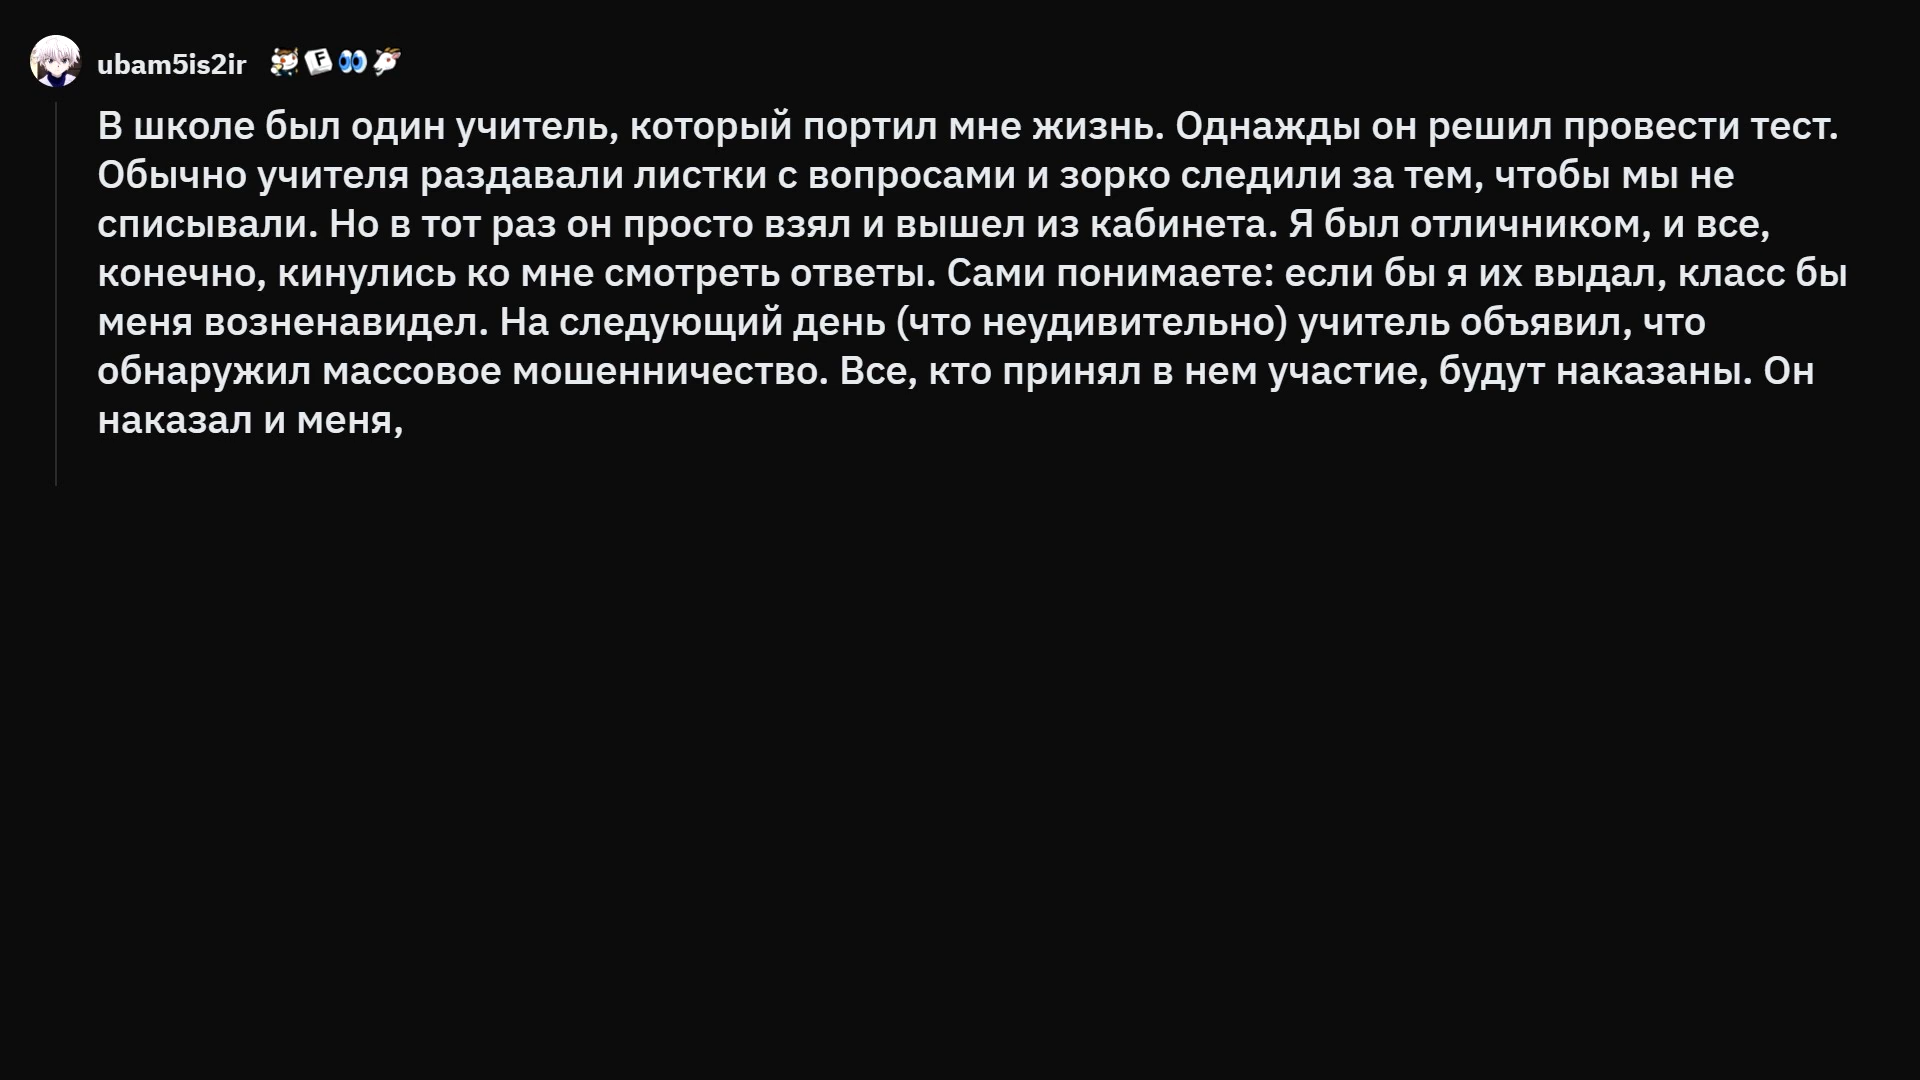 ubam5is2ir
В школе был один учитель, который портил мне жизнь. Однажды он решил провести тест.
Обычно учителя раздавали листки с вопросами и зорко следили за тем, чтобы мы не
списывали. Но в тот раз он просто взял и вышел из кабинета. Я был отличником, и все,
конечно, кинулись ко мне смотреть ответы. Сами понимаете: если бы я их выдал, класс бы
меня возненавидел. На следующий день (что неудивительно) учитель объявил, что
обнаружил массовое мошенничество. Все, кто принял в нем участие, будут наказаны. Он
наказал и меня,